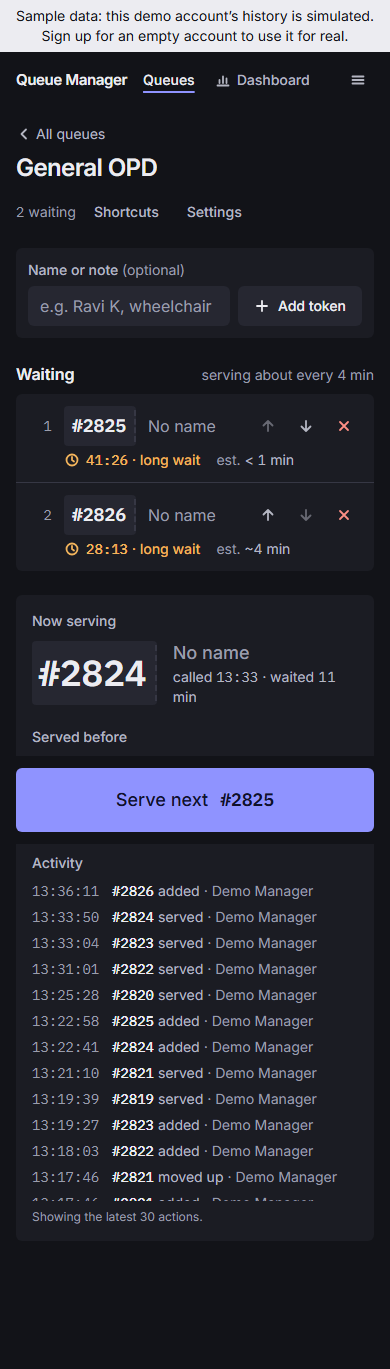 Sample data: this demo account's history is simulated.
Sign up for an empty account to use it for real.
Queue Manager Queues Dashboard
All queues
General OPD
2 waiting Shortcuts Settings
Name or note (optional)
e.g. Ravi K, wheelchair Add token
Waiting serving about every 4 min
1 #2825 No name
41:26 · long wait est. < 1 min
2 #2826 No name
28:13 · long wait est. ~4 min
Now serving
#2824 No name
called 13:33 · waited 11
min
Served before
Serve next #2825
Activity
13:36:11 #2826 added · Demo Manager
13:33:50 #2824 served · Demo Manager
13:33:04 #2823 served · Demo Manager
13:31:01 #2822 served · Demo Manager
13:25:28 #2820 served · Demo Manager
13:22:58 #2825 added · Demo Manager
13:22:41 #2824 added · Demo Manager
13:21:10 #2821 served · Demo Manager
13:19:39 #2819 served · Demo Manager
13:19:27 #2823 added · Demo Manager
13:18:03 #2822 added · Demo Manager
13:17:46 #2821 moved up · Demo Manager
Showing the latest 30 actions.